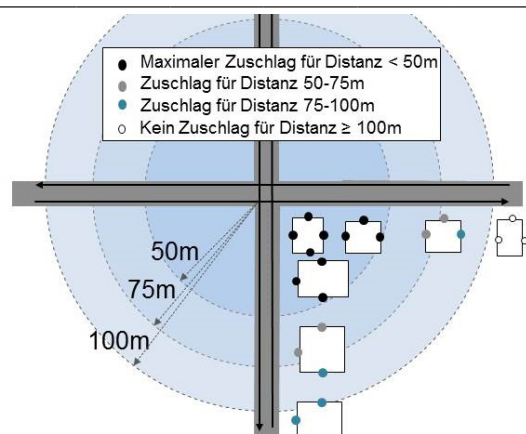 Maximaler Zuschlag für Distanz < 50m
Zuschlag für Distanz 50-75m
Zuschlag für Distanz 75-100m
Kein Zuschlag für Distanz ≥ 100m
50m
75m
100m